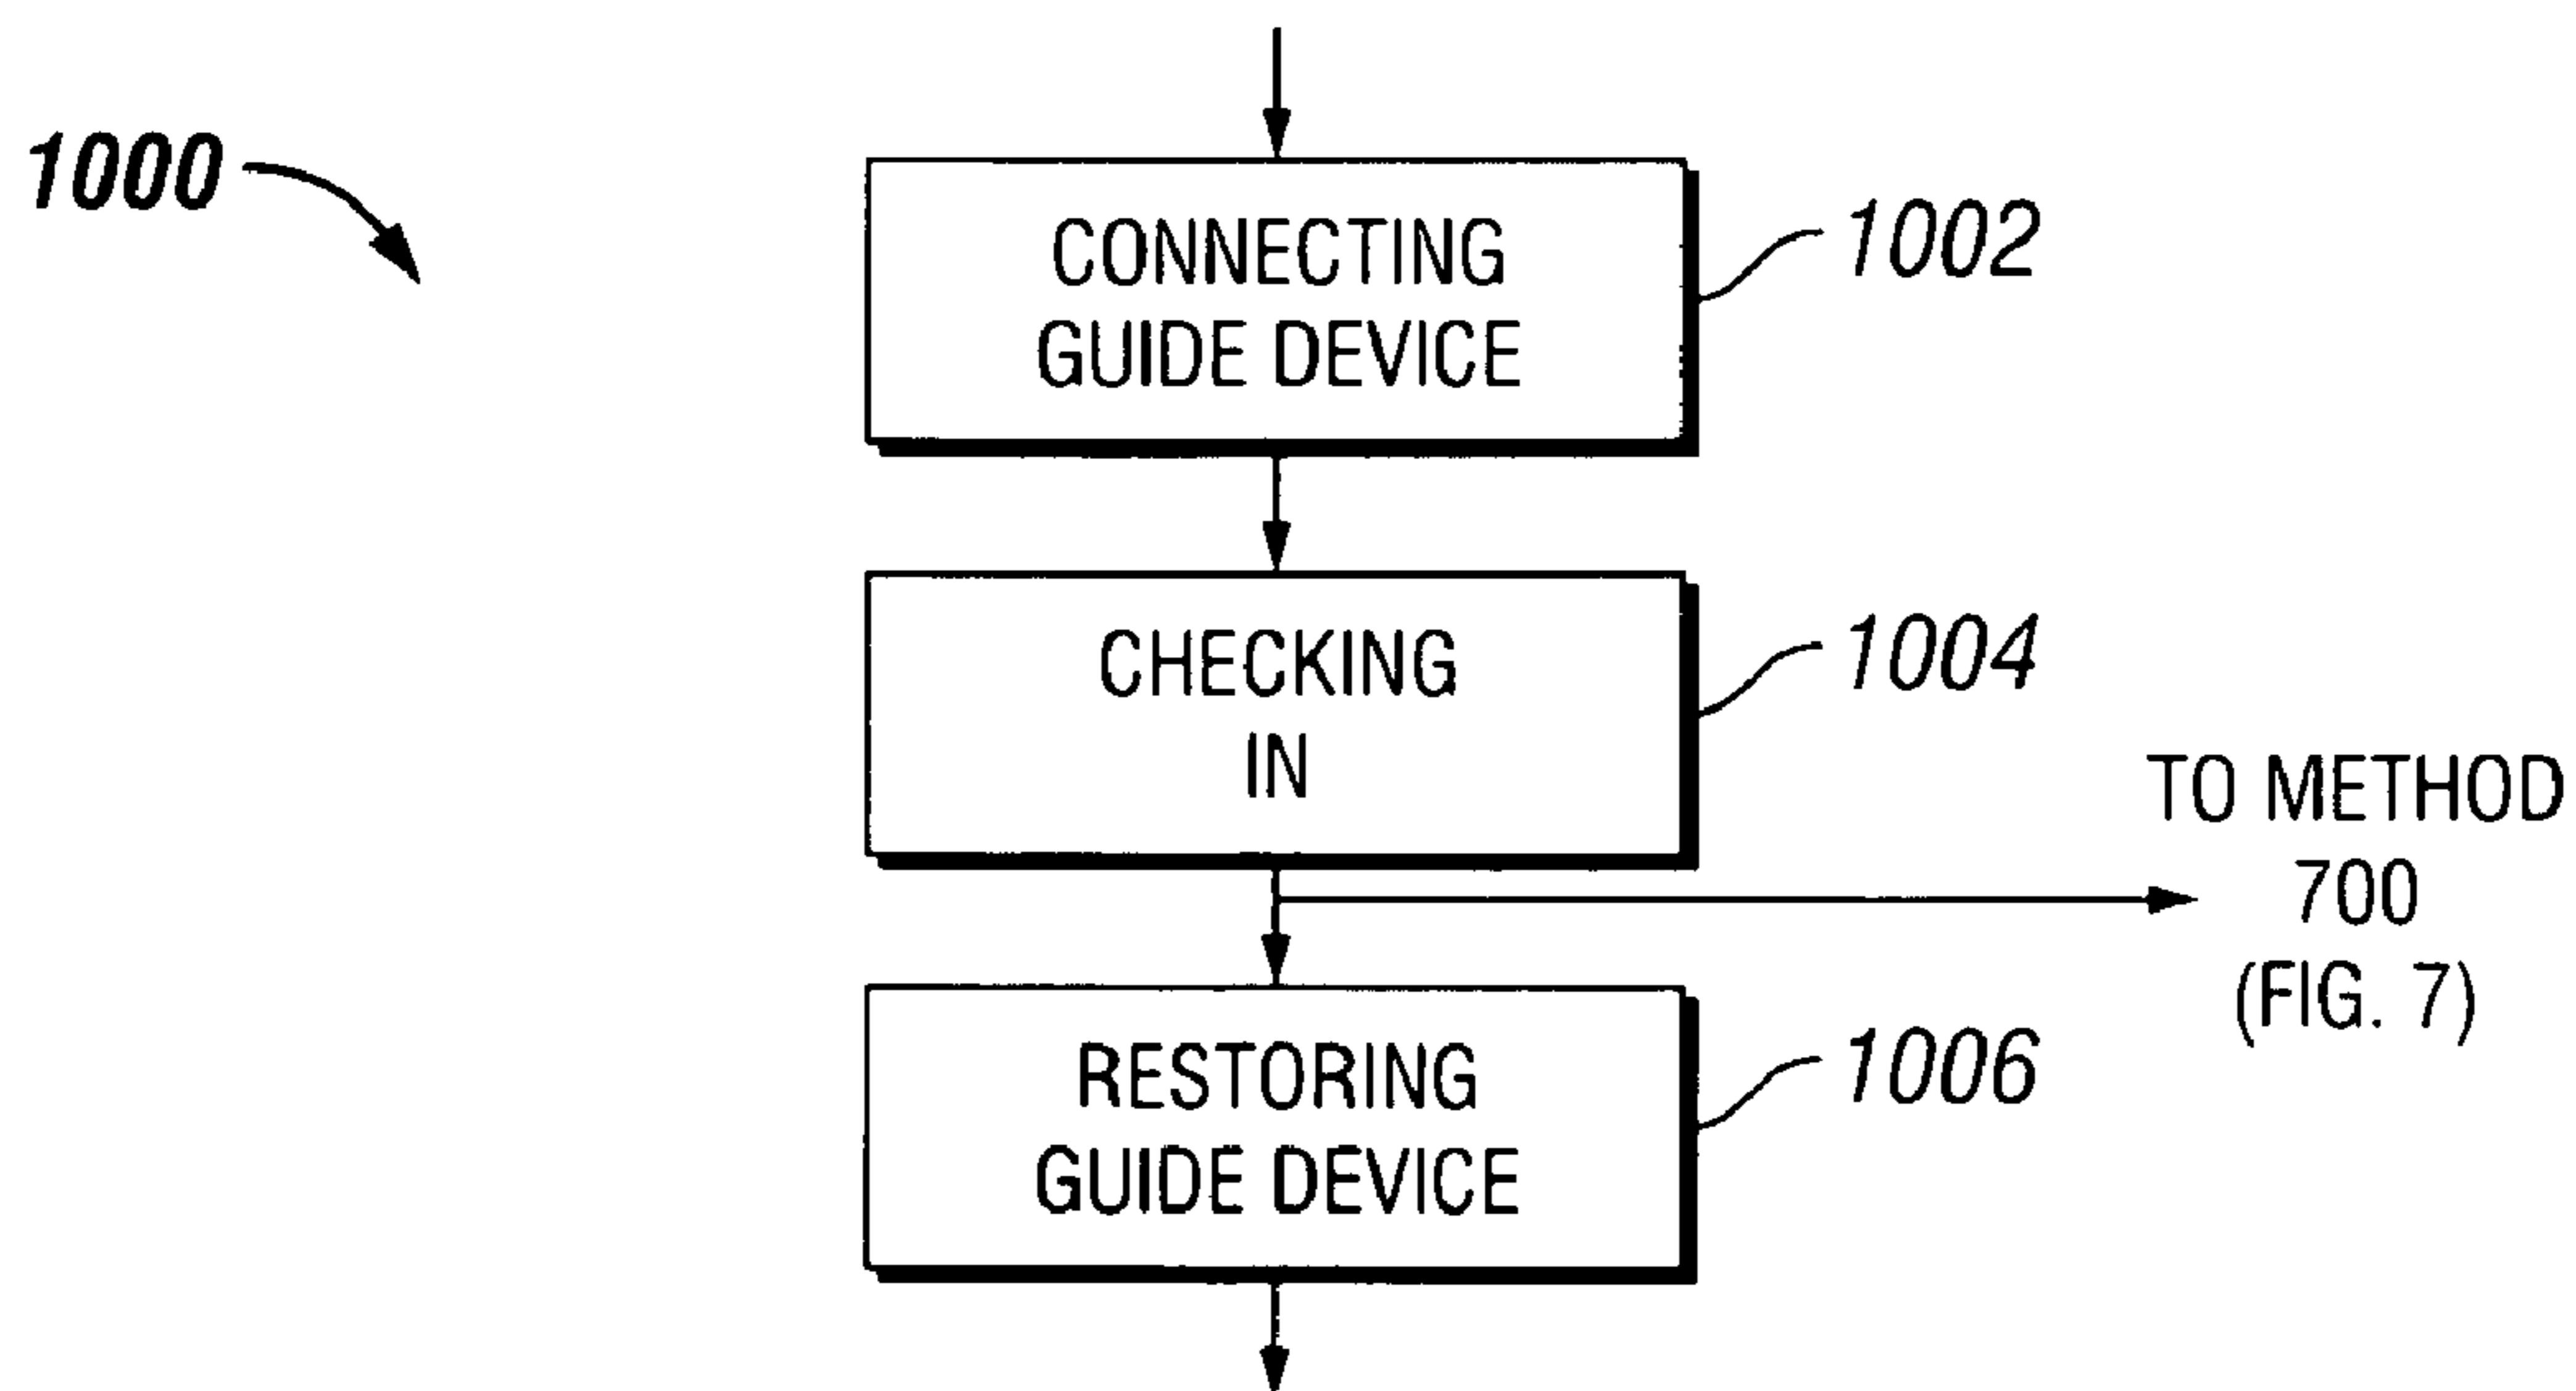 1000
CONNECTING
GUIDE DEVICE
1002
CHECKING
IN
1004
TO METHOD
700
(FIG. 7)
RESTORING
GUIDE DEVICE
1006